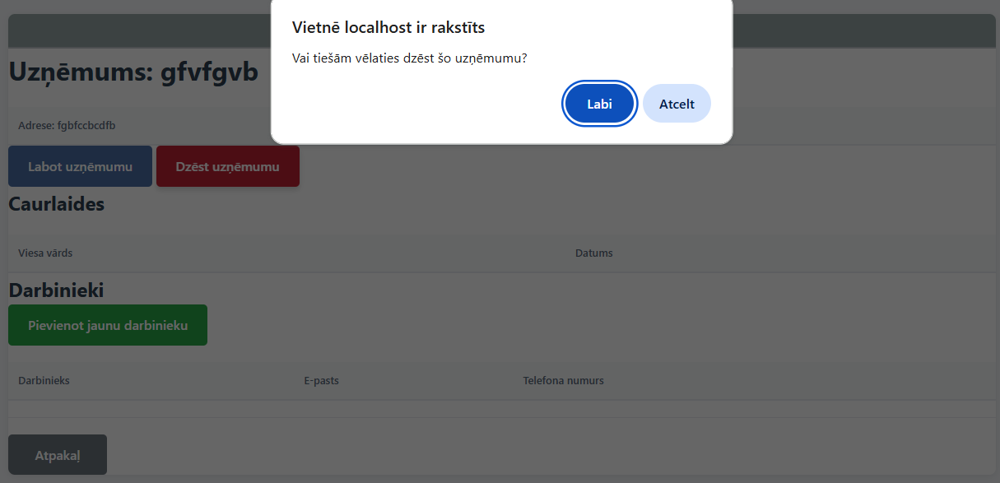 Vietnē localhost ir rakstīts
Vai tiešām vēlaties dzēst šo uzņēmumu?
Labi Atcelt
Uzņēmums: gfvfgvb
Adrese: fgbfccbcdfb
Labot uzņēmumu Dzēst uzņēmumu
Caurlaides
Viesa vārds Datums
Darbinieki
Pievienot jaunu darbinieku
Darbinieks E-pasts Telefona numurs
Atpakaļ